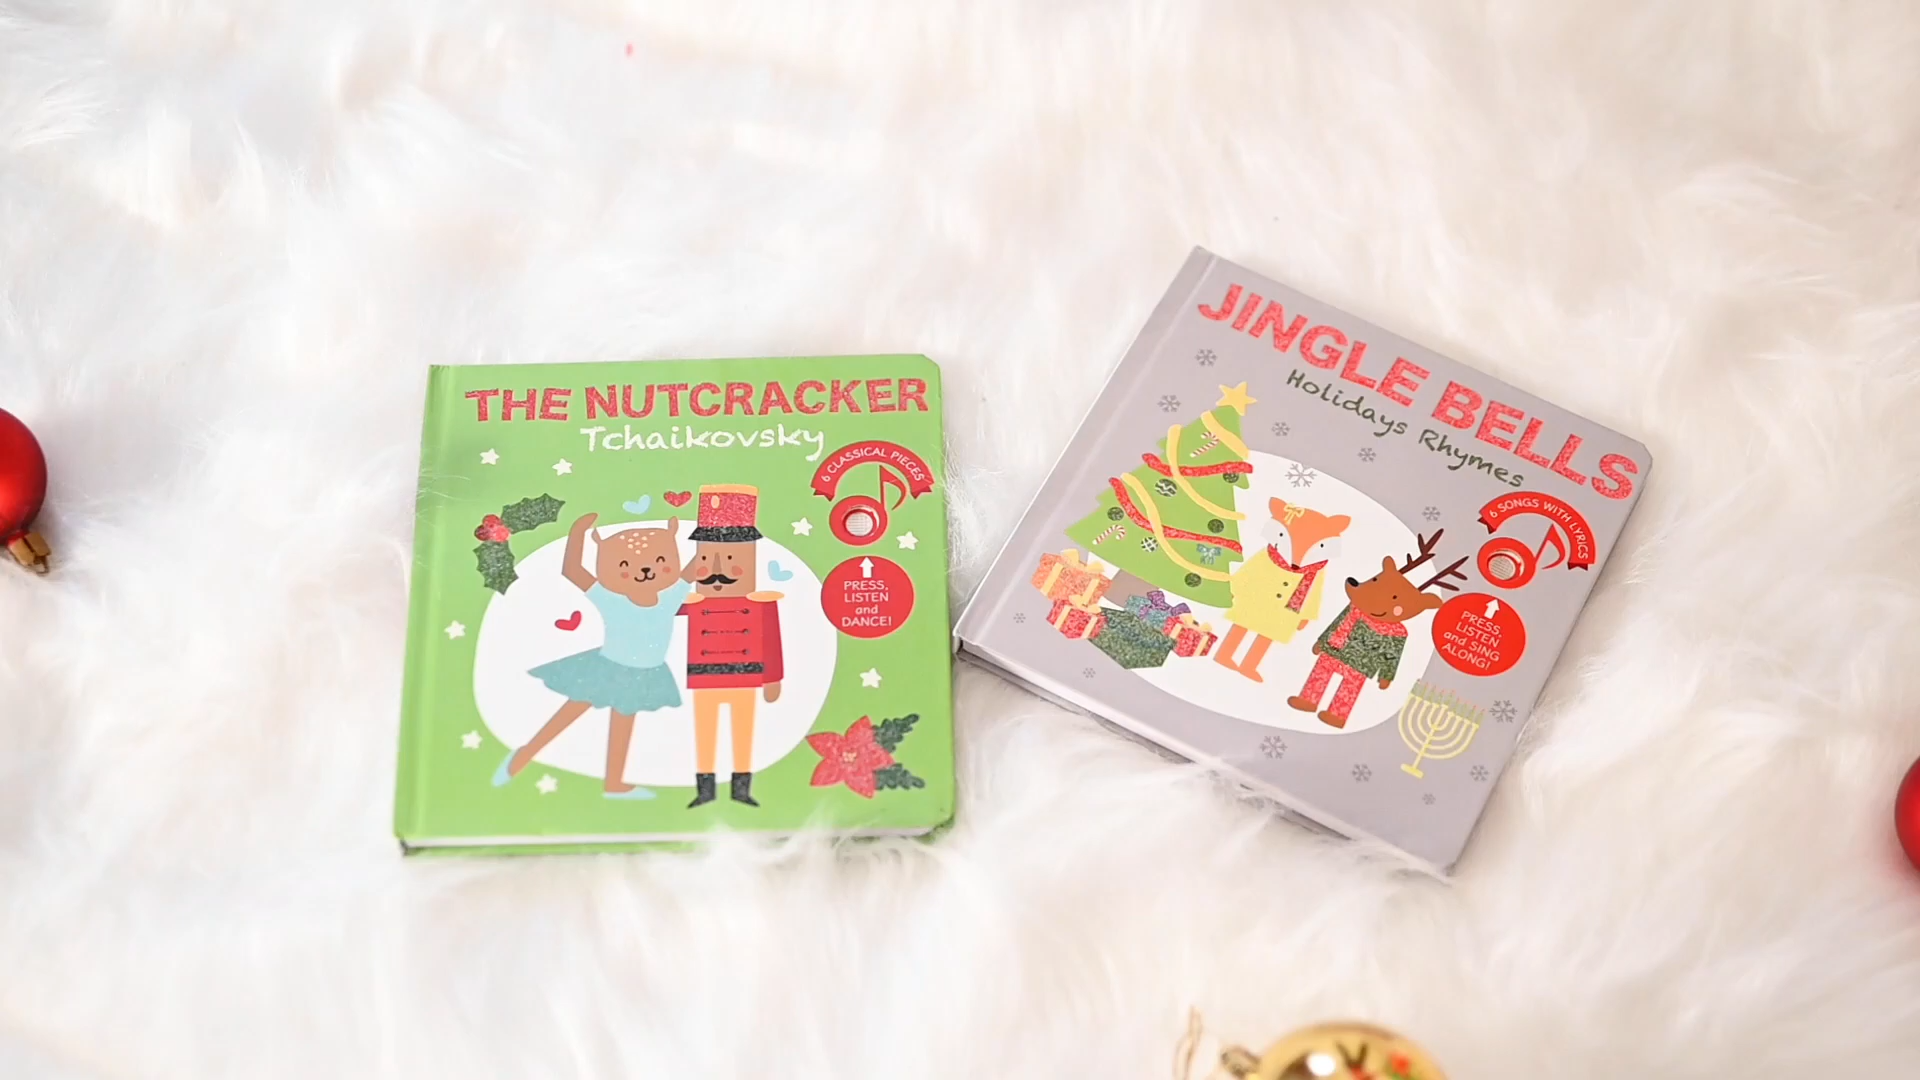 THE NUTCRACKER
Tchaikovsky
6 CLASSICAL PIECES
PRESS,
LISTEN
and
DANCE!
JINGLE BELLS
Holidays Rhymes
6 SONGS WITH LYRICS
PRESS,
LISTEN,
and SING
ALONG!